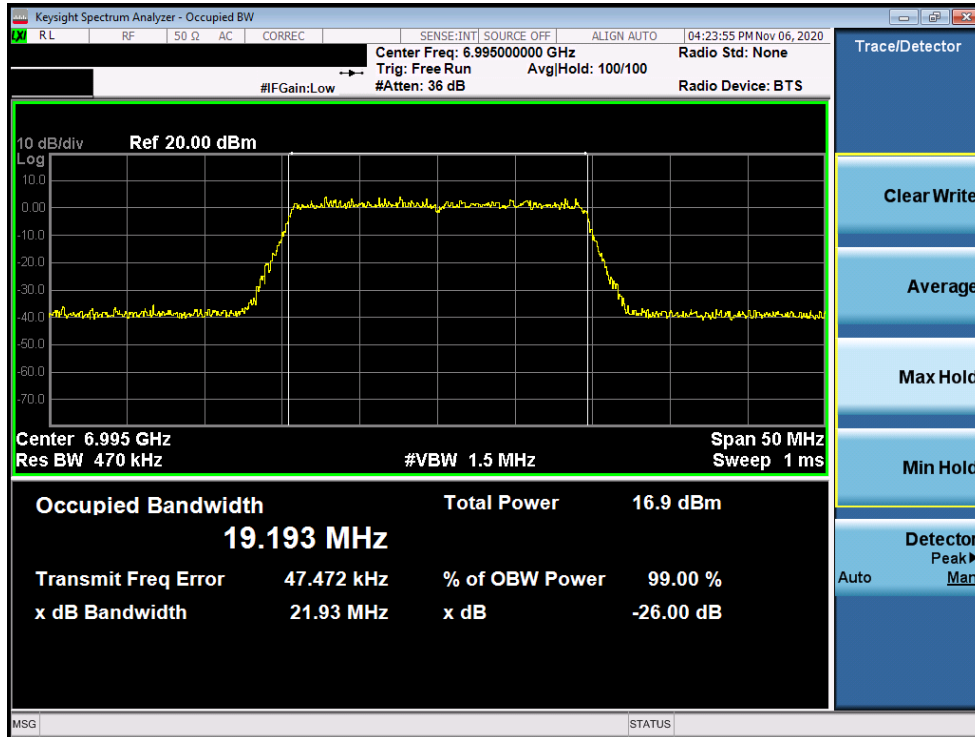 Keysight Spectrum Analyzer - Occupied BW
LXI RL RF 50 Ω AC CORREC SENSE:INT SOURCE OFF ALIGN AUTO 04:23:55 PM Nov 06, 2020
Center Freq: 6.995000000 GHz Radio Std: None
Trig: Free Run Avg|Hold: 100/100
#IFGain:Low #Atten: 36 dB Radio Device: BTS
Trace/Detector
10 dB/div Ref 20.00 dBm
Log
10.0
0.00
-10.0
-20.0
-30.0
-40.0
-50.0
-60.0
-70.0
Center 6.995 GHz Span 50 MHz
Res BW 470 kHz #VBW 1.5 MHz Sweep 1 ms
Occupied Bandwidth Total Power 16.9 dBm
19.193 MHz
Transmit Freq Error 47.472 kHz % of OBW Power 99.00 %
x dB Bandwidth 21.93 MHz x dB -26.00 dB
Clear Write
Average
Max Hold
Min Hold
Detector
Peak▶
Auto Man
MSG STATUS